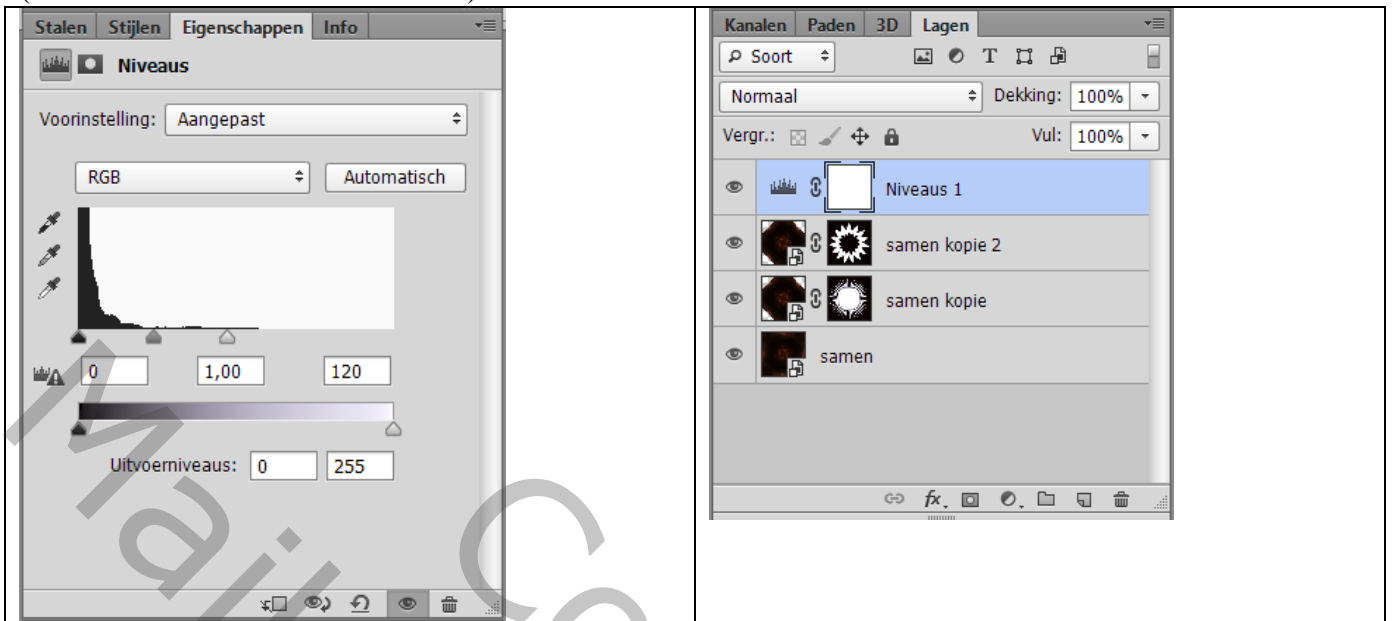 Stalen Stijlen Eigenschappen Info
Niveaus
Voorinstelling: Aangepast
RGB Automatisch
0 1,00 120
Uitvoerniveaus: 0 255
Kanalen Paden 3D Lagen
Soort T
Normaal Dekking: 100%
Vergr.: Vul: 100%
Niveaus 1
samen kopie 2
samen kopie
samen
fx